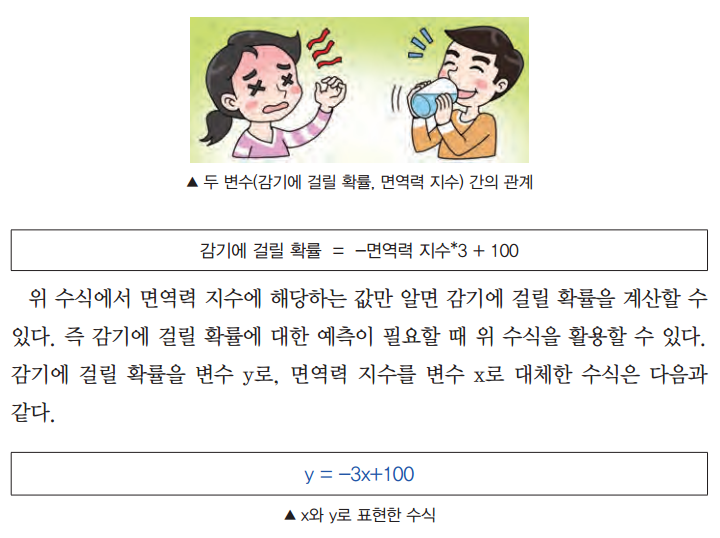 ▲ 두 변수(감기에 걸릴 확률, 면역력 지수) 간의 관계
감기에 걸릴 확률 = -면역력 지수*3 + 100
위 수식에서 면역력 지수에 해당하는 값만 알면 감기에 걸릴 확률을 계산할 수
있다. 즉 감기에 걸릴 확률에 대한 예측이 필요할 때 위 수식을 활용할 수 있다.
감기에 걸릴 확률을 변수 y로, 면역력 지수를 변수 x로 대체한 수식은 다음과
같다.
y = -3x+100
▲ x와 y로 표현한 수식